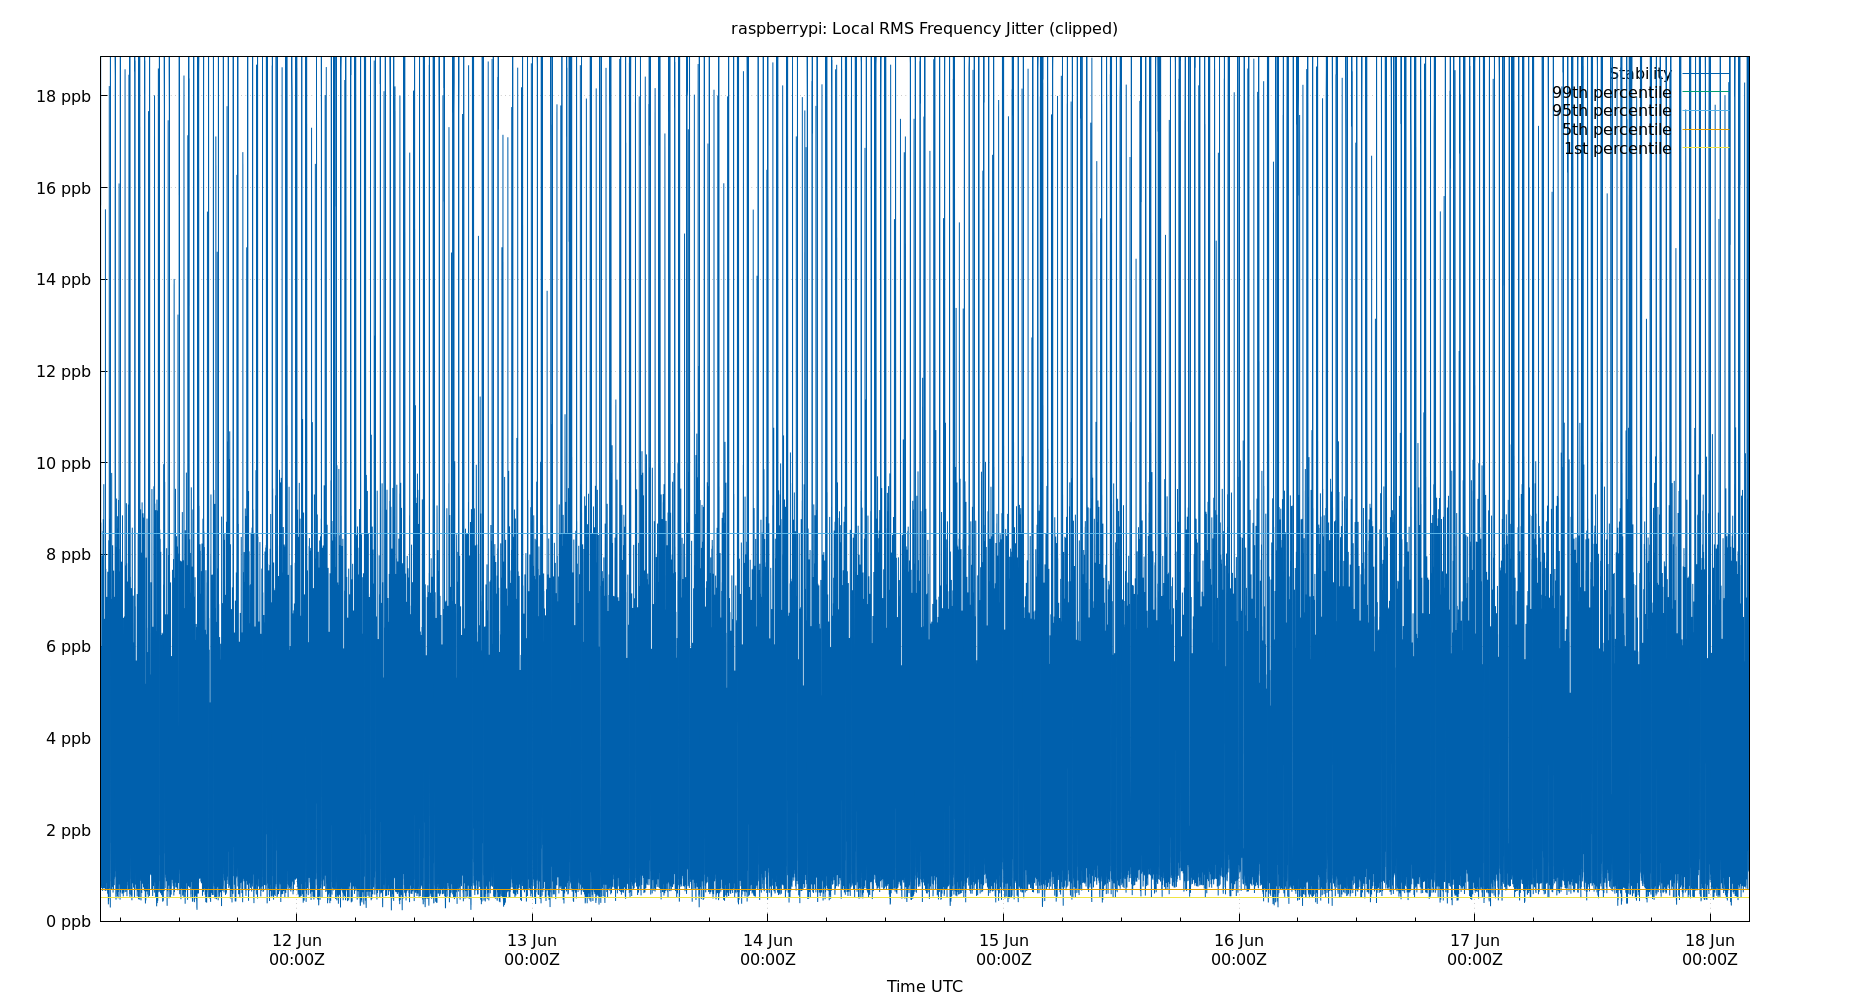 raspberrypi: Local RMS Frequency Jitter (clipped)
Stability
99th percentile
95th percentile
5th percentile
1st percentile
18 ppb
16 ppb
14 ppb
12 ppb
10 ppb
8 ppb
6 ppb
4 ppb
2 ppb
0 ppb
12 Jun 13 Jun 14 Jun 15 Jun 16 Jun 17 Jun 18 Jun
00:00Z 00:00Z 00:00Z 00:00Z 00:00Z 00:00Z 00:00Z
Time UTC